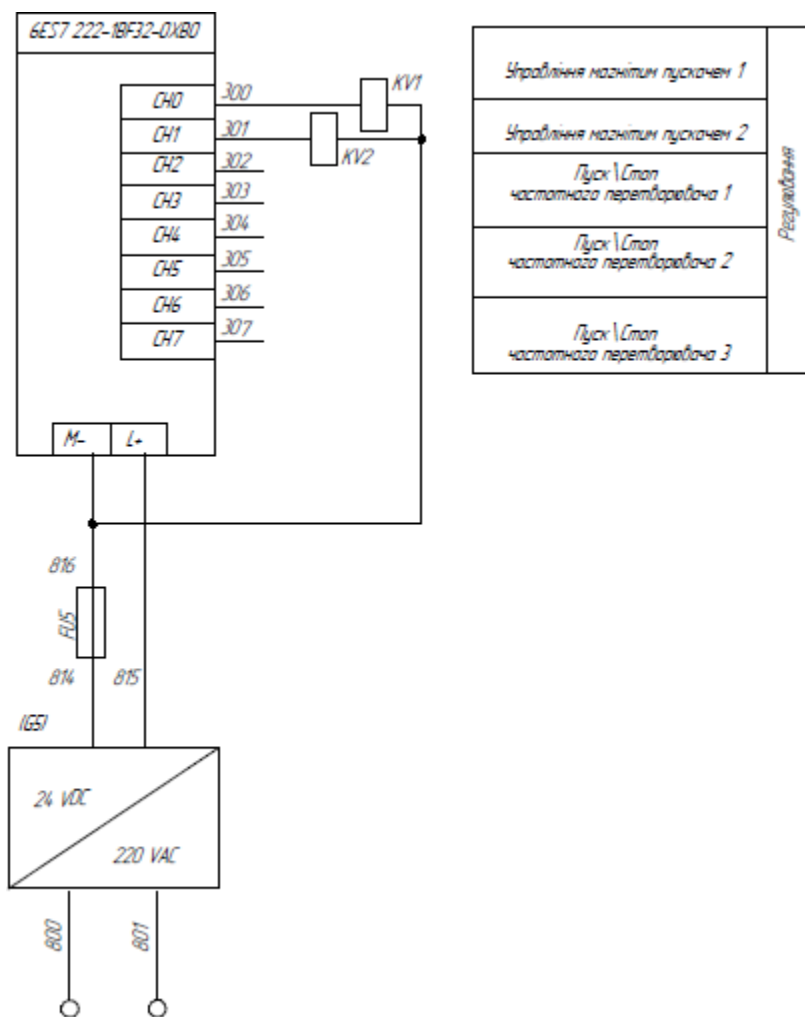 6ES7 222-1BF32-0XB0
CH0
300
KV1
CH1
301
KV2
CH2
302
CH3
303
CH4
304
CH5
305
CH6
306
CH7
307
M-
L+
816
FU5
814
815
(G5)
24 VDC
220 VAC
800
801
Управління магнітим пускачем 1
Управління магнітим пускачем 2
Пуск\Стоп
частотного перетворювача 1
Пуск\Стоп
частотного перетворювача 2
Пуск\Стоп
частотного перетворювача 3
Регулювання